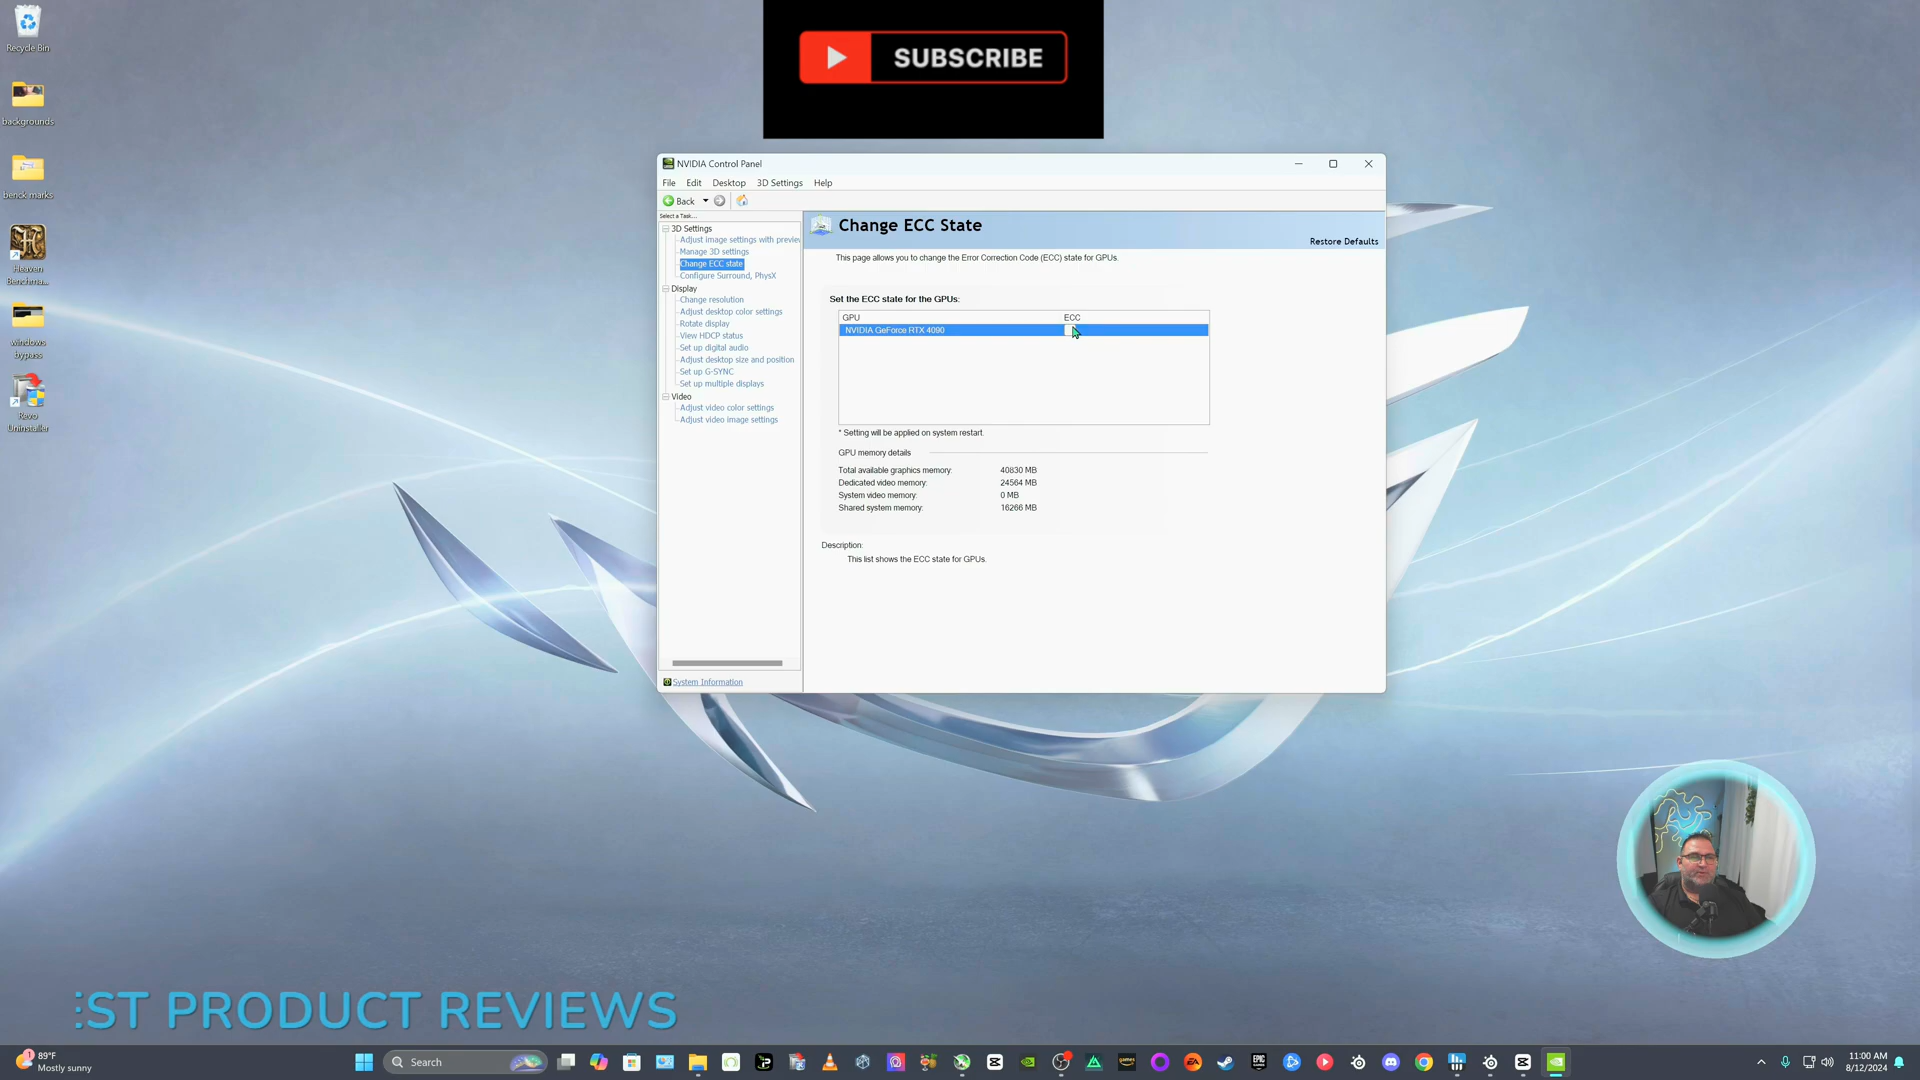 Recycle Bin
backgrounds
benck marks
Heaven
Benchma...
windows
bypass
Revo
Uninstaller
SUBSCRIBE
NVIDIA Control Panel
File Edit Desktop 3D Settings Help
Back
Select a Task...
3D Settings
Adjust image settings with preview
Manage 3D settings
Change ECC state
Configure Surround, PhysX
Display
Change resolution
Adjust desktop color settings
Rotate display
View HDCP status
Set up digital audio
Adjust desktop size and position
Set up G-SYNC
Set up multiple displays
Video
Adjust video color settings
Adjust video image settings
System Information
Change ECC State
Restore Defaults
This page allows you to change the Error Correction Code (ECC) state for GPUs.
Set the ECC state for the GPUs:
GPU ECC
NVIDIA GeForce RTX 4090
* Setting will be applied on system restart.
GPU memory details
Total available graphics memory: 40830 MB
Dedicated video memory: 24564 MB
System video memory: 0 MB
Shared system memory: 16266 MB
Description:
This list shows the ECC state for GPUs.
ST PRODUCT REVIEWS
1
89°F
Mostly sunny
Search
11:00 AM
8/12/2024